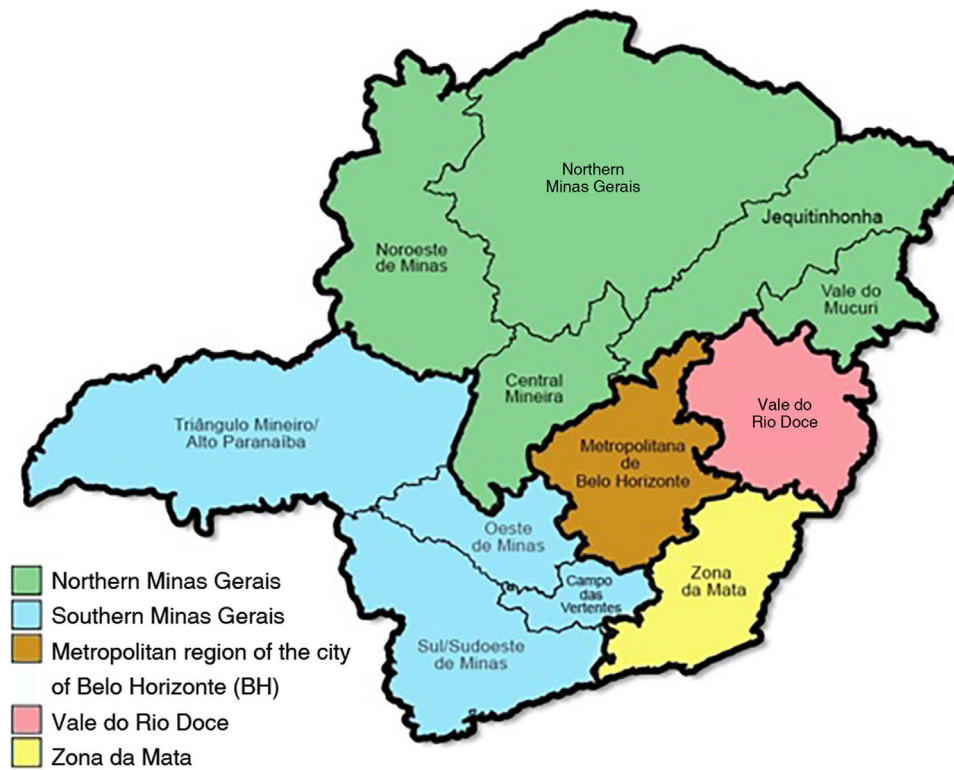 Northern
Minas Gerais
Jequitinhonha
Noroeste
de Minas
Vale do
Mucuri
Central
Mineira
Vale do
Rio Doce
Triângulo Mineiro/
Alto Paranaíba
Metropolitana
de
Belo Horizonte
Oeste
de Minas
Campo
das
Vertentes
Zona
da Mata
Sul/Sudoeste
de Minas
Northern Minas Gerais
Southern Minas Gerais
Metropolitan region of the city
of Belo Horizonte (BH)
Vale do Rio Doce
Zona da Mata